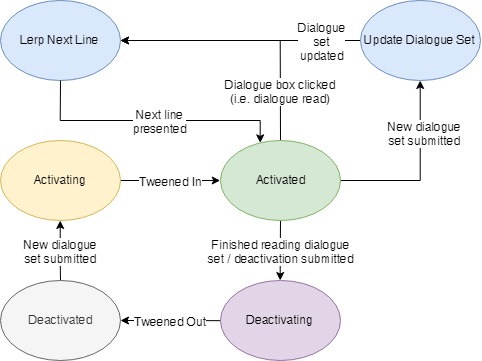 Lerp Next Line
Dialogue
set
updated
Update Dialogue Set
Dialogue box clicked
(i.e. dialogue read)
Next line
presented
New dialogue
set submitted
Activating
Tweened In
Activated
New dialogue
set submitted
Finished reading dialogue
set / deactivation submitted
Deactivated
Tweened Out
Deactivating